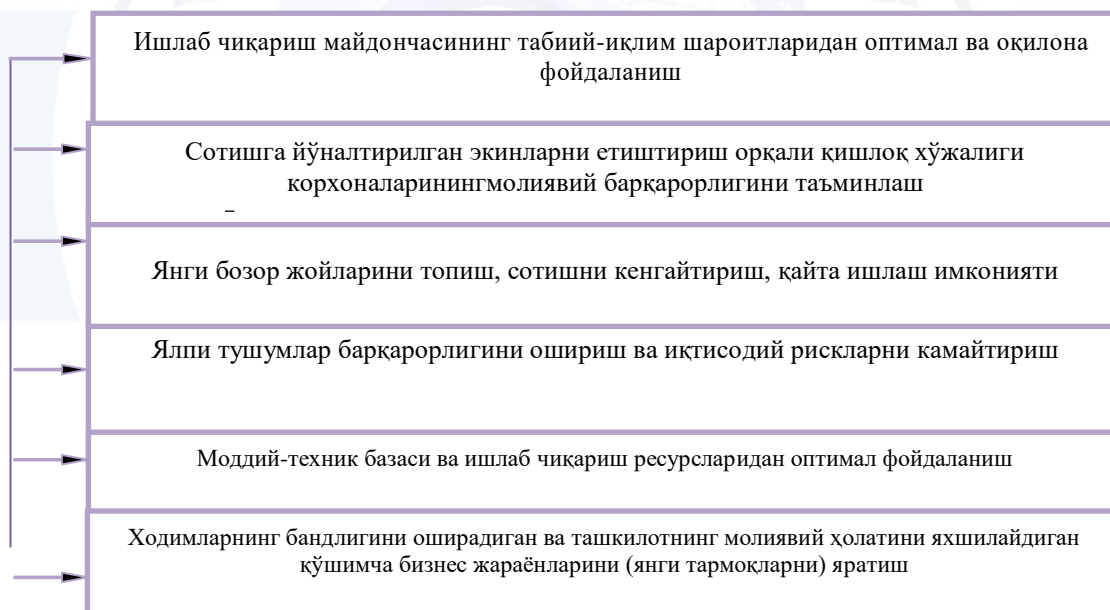 Ишлаб чиқариш майдончасининг табиий-иқлим шароитларидан оптимал ва оқилона
фойдаланиш
Сотишга йўналтирилган экинларни етиштириш орқали қишлоқ хўжалиги
корхоналаринингмолиявий барқарорлигини таъминлаш
Янги бозор жойларини топиш, сотишни кенгайтириш, қайта ишлаш имконияти
Ялпи тушумлар барқарорлигини ошириш ва иқтисодий рискларни камайтириш
Моддий-техник базаси ва ишлаб чиқариш ресурсларидан оптимал фойдаланиш
Ходимларнинг бандлигини оширадиган ва ташкилотнинг молиявий ҳолатини яхшилайдиган
қўшимча бизнес жараёнларини (янги тармоқларни) яратиш